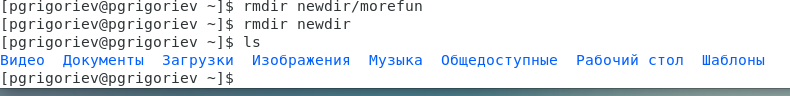 [pgrigoriev@pgrigoriev ~]$ rmdir newdir/morefun
[pgrigoriev@pgrigoriev ~]$ rmdir newdir
[pgrigoriev@pgrigoriev ~]$ ls
Видео  Документы  Загрузки  Изображения  Музыка  Общедоступные  Рабочий стол  Шаблоны
[pgrigoriev@pgrigoriev ~]$